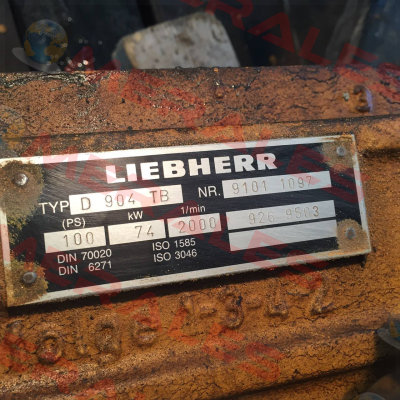 LIEBHERR
TYP D 904 TB NR. 9101 1097
(PS) kW 1/min
100 74 2000 926 9503
DIN 70020 ISO 1585
DIN 6271 ISO 3046
1-3-4-2